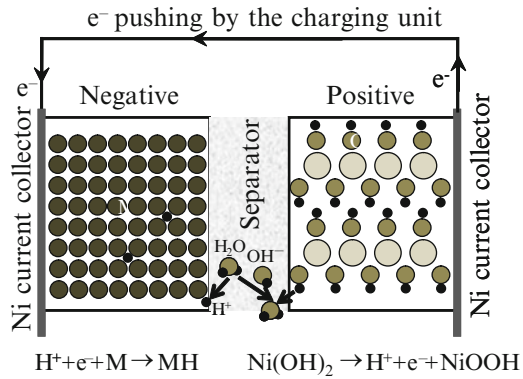 e⁻ pushing by the charging unit
e⁻
e-
Negative
Positive
Ni current collector
Separator
Ni current collector
M
O
H₂O
OH⁻
H⁺
H⁺+e⁻+M→MH
Ni(OH)₂→H⁺+e⁻+NiOOH